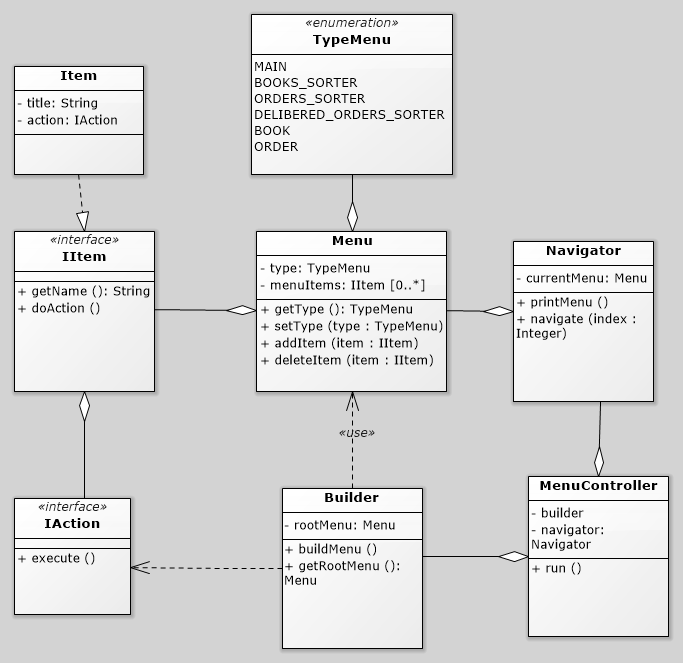 «enumeration»
TypeMenu
MAIN
BOOKS_SORTER
ORDERS_SORTER
DELIBERED_ORDERS_SORTER
BOOK
ORDER
Item
- title: String
- action: IAction
«interface»
IItem
+ getName (): String
+ doAction ()
Menu
- type: TypeMenu
- menuItems: IItem [0..*]
+ getType (): TypeMenu
+ setType (type : TypeMenu)
+ addItem (item : IItem)
+ deleteItem (item : IItem)
Navigator
- currentMenu: Menu
+ printMenu ()
+ navigate (index :
Integer)
«use»
«interface»
IAction
+ execute ()
Builder
- rootMenu: Menu
+ buildMenu ()
+ getRootMenu ():
Menu
MenuController
- builder
- navigator:
Navigator
+ run ()